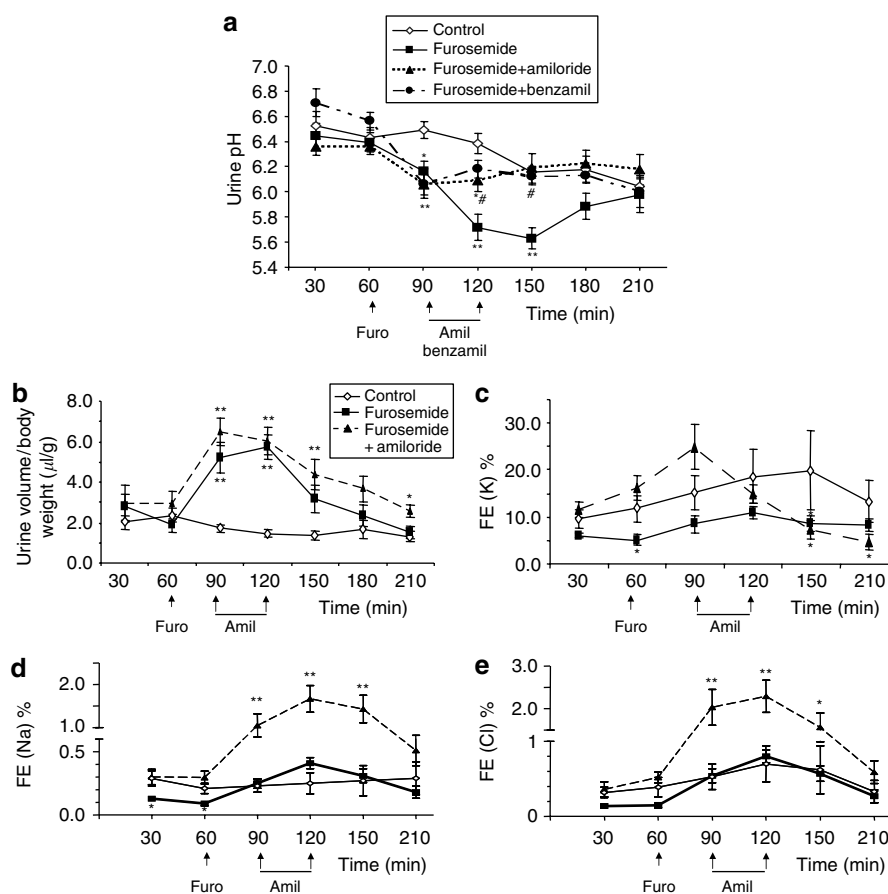 a
Control
Furosemide
Furosemide+amiloride
Furosemide+benzamil
Urine pH
7.0
6.8
6.6
6.4
6.2
6.0
5.8
5.6
5.4
*
**
*#
**
#
**
30 60 90 120 150 180 210
Time (min)
Furo
Amil
benzamil
b
Control
Furosemide
Furosemide
+ amiloride
Urine volume/body
weight (μl/g)
8.0
6.0
4.0
2.0
0.0
** ** **
** **
*
30 60 90 120 150 180 210
Time (min)
Furo Amil
c
FE (K) %
30.0
20.0
10.0
0.0
* * *
30 60 90 120 150 180 210
Time (min)
Furo Amil
d
FE (Na) %
2.0
1.0
0.5
0.0
** ** **
* *
30 60 90 120 150 210
Time (min)
Furo Amil
e
FE (Cl) %
3.0
2.0
1
0
** ** *
30 60 90 120 150 210
Time (min)
Furo Amil